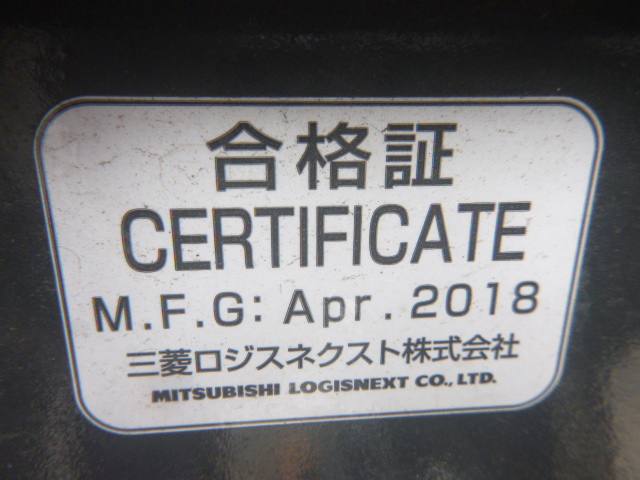 合格証
CERTIFICATE
M.F.G: Apr. 2018
三菱ロジスネクスト株式会社
MITSUBISHI LOGISNEXT CO., LTD.